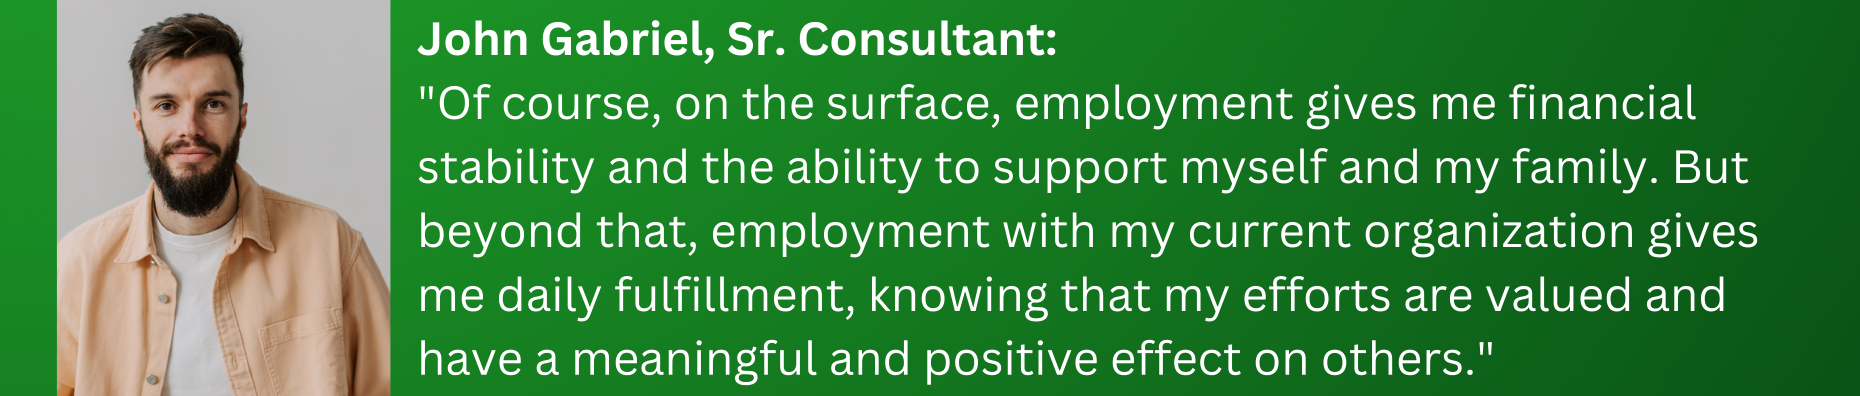 John Gabriel, Sr. Consultant:
"Of course, on the surface, employment gives me financial
stability and the ability to support myself and my family. But
beyond that, employment with my current organization gives
me daily fulfillment, knowing that my efforts are valued and
have a meaningful and positive effect on others."